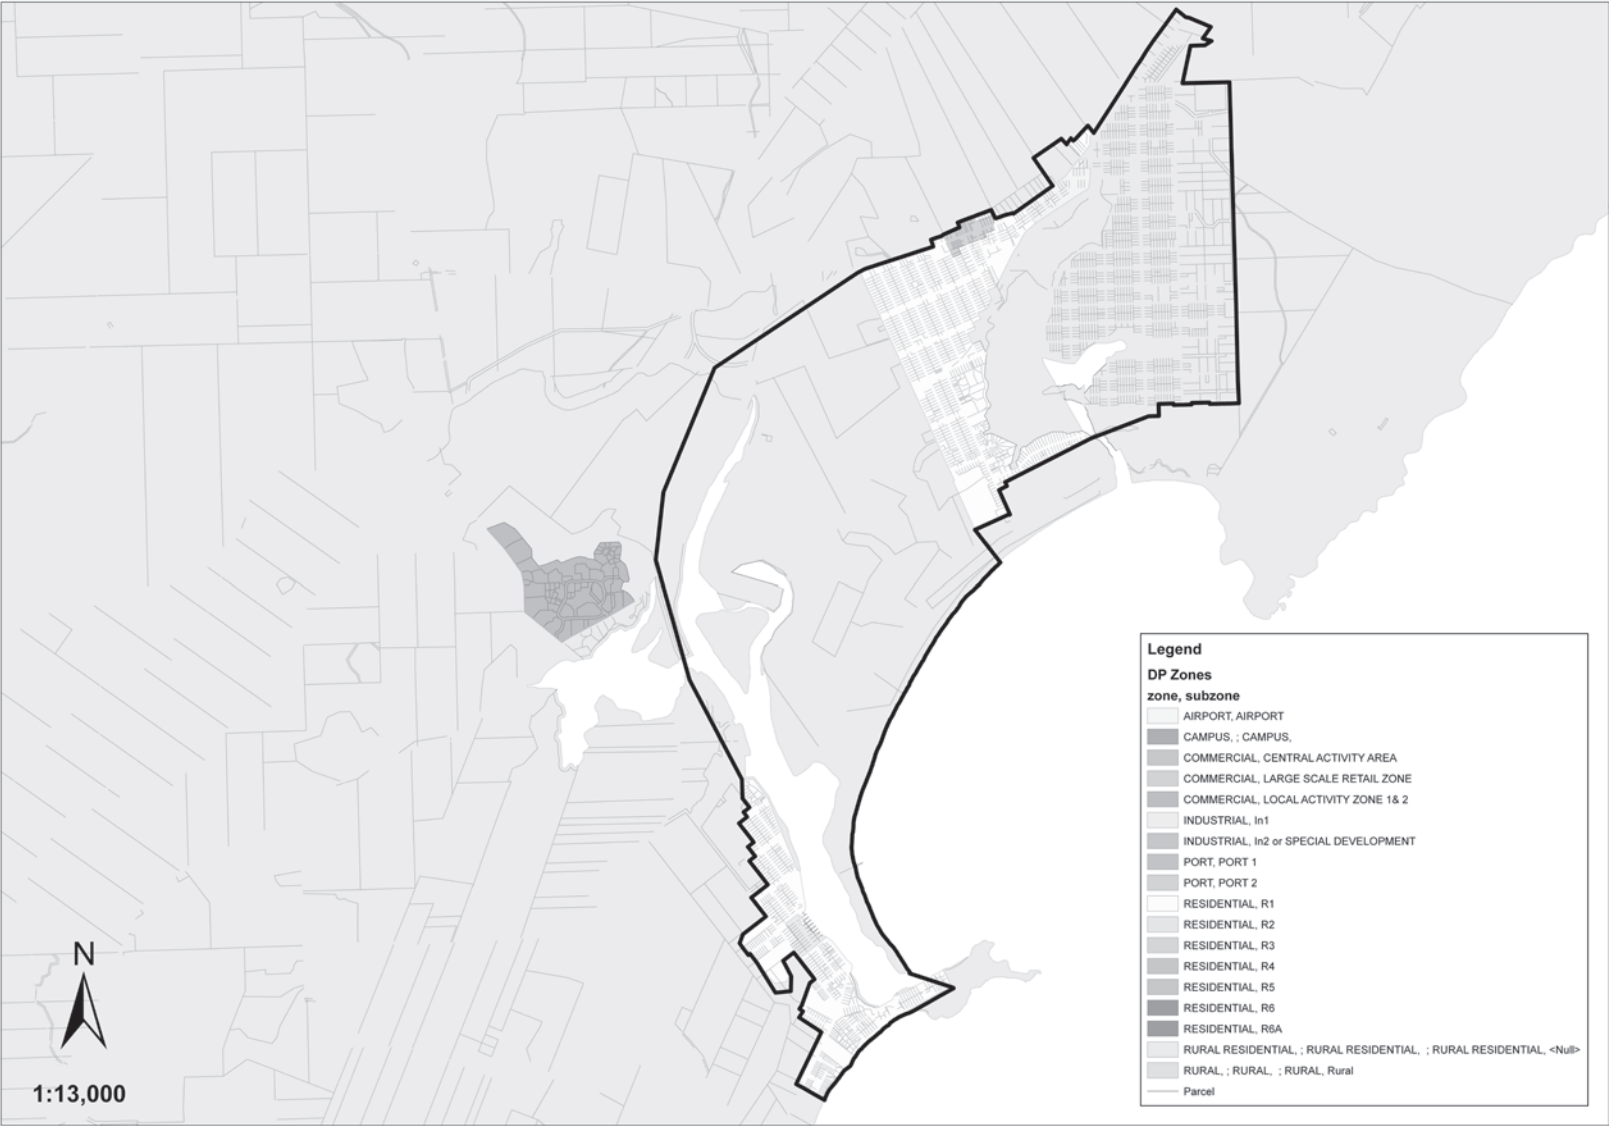 N
1:13,000
Legend
DP Zones
zone, subzone
AIRPORT, AIRPORT
CAMPUS, ; CAMPUS,
COMMERCIAL, CENTRAL ACTIVITY AREA
COMMERCIAL, LARGE SCALE RETAIL ZONE
COMMERCIAL, LOCAL ACTIVITY ZONE 1& 2
INDUSTRIAL, In1
INDUSTRIAL, In2 or SPECIAL DEVELOPMENT
PORT, PORT 1
PORT, PORT 2
RESIDENTIAL, R1
RESIDENTIAL, R2
RESIDENTIAL, R3
RESIDENTIAL, R4
RESIDENTIAL, R5
RESIDENTIAL, R6
RESIDENTIAL, R6A
RURAL RESIDENTIAL, ; RURAL RESIDENTIAL, ; RURAL RESIDENTIAL, <Null>
RURAL, ; RURAL, ; RURAL, Rural
Parcel